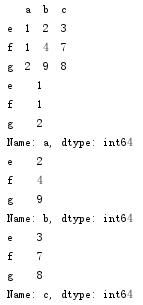 a b c
e 1 2 3
f 1 4 7
g 2 9 8
e 1
f 1
g 2
Name: a, dtype: int64
e 2
f 4
g 9
Name: b, dtype: int64
e 3
f 7
g 8
Name: c, dtype: int64